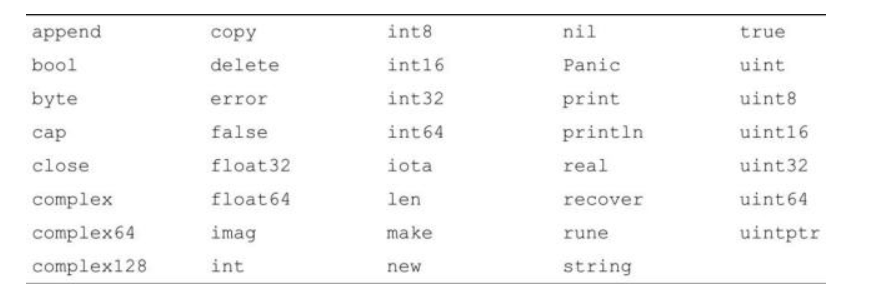 append copy int8 nil true
bool delete int16 Panic uint
byte error int32 print uint8
cap false int64 println uint16
close float32 iota real uint32
complex float64 len recover uint64
complex64 imag make rune uintptr
complex128 int new string